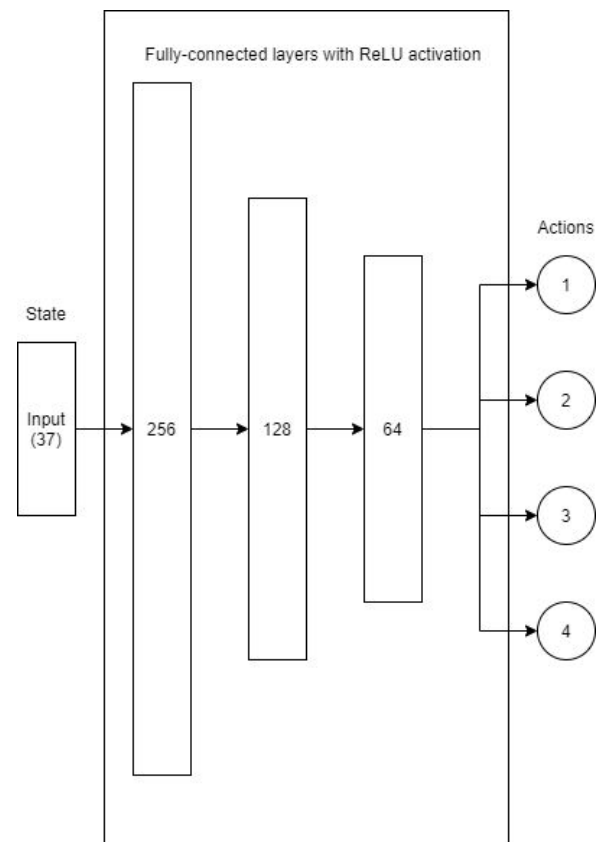 Fully-connected layers with ReLU activation
Actions
State
Input
(37)
256
128
64
1
2
3
4